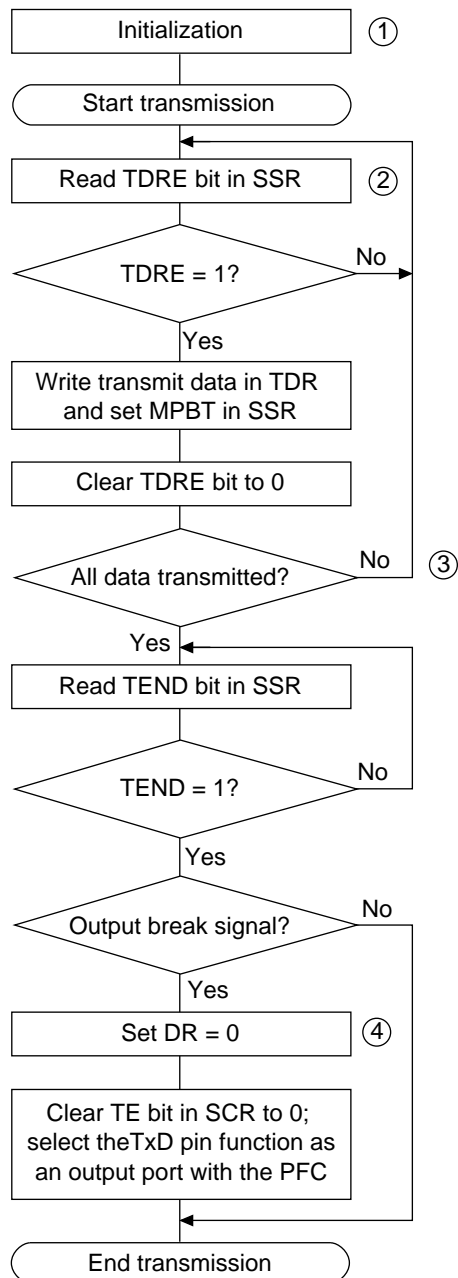 Initialization
1
Start transmission
Read TDRE bit in SSR
2
TDRE = 1?
No
Yes
Write transmit data in TDR
and set MPBT in SSR
Clear TDRE bit to 0
All data transmitted?
No
3
Yes
Read TEND bit in SSR
TEND = 1?
No
Yes
Output break signal?
No
Yes
Set DR = 0
4
Clear TE bit in SCR to 0;
select theTxD pin function as
an output port with the PFC
End transmission